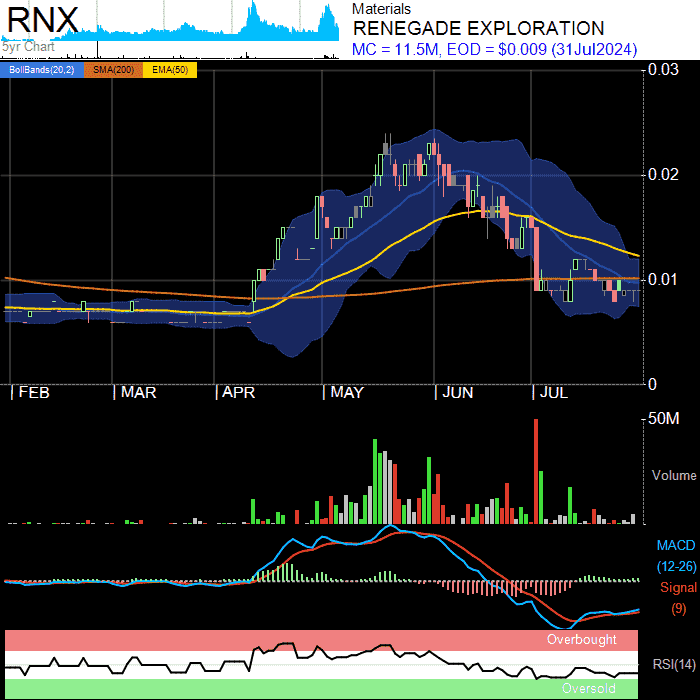 RNX
5yr Chart
Materials
RENEGADE EXPLORATION
MC = 11.5M, EOD = $0.009 (31Jul2024)
BollBands(20,2) SMA(200) EMA(50)
0.03
0.02
0.01
0
FEB MAR APR MAY JUN JUL
50M
Volume
MACD
(12-26)
Signal
(9)
Overbought
RSI(14)
Oversold